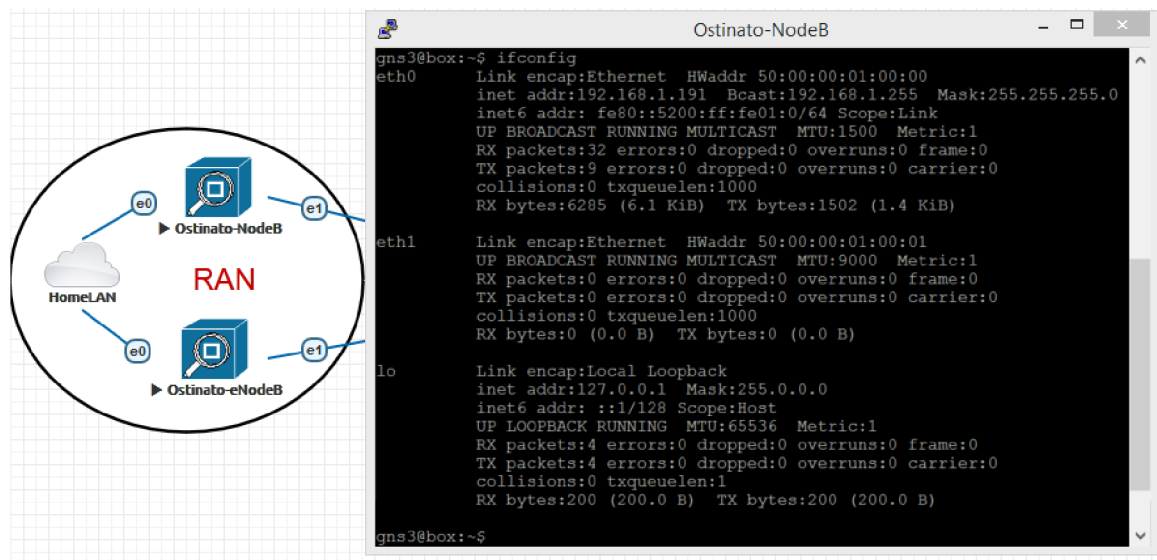 e0
e1
Ostinato-NodeB
HomeLAN
RAN
e0
e1
Ostinato-eNodeB
Ostinato-NodeB
gns3@box:~$ ifconfig
eth0 Link encap:Ethernet HWaddr 50:00:00:01:00:00
inet addr:192.168.1.191 Bcast:192.168.1.255 Mask:255.255.255.0
inet6 addr: fe80::5200:ff:fe01:0/64 Scope:Link
UP BROADCAST RUNNING MULTICAST MTU:1500 Metric:1
RX packets:32 errors:0 dropped:0 overruns:0 frame:0
TX packets:9 errors:0 dropped:0 overruns:0 carrier:0
collisions:0 txqueuelen:1000
RX bytes:6285 (6.1 KiB) TX bytes:1502 (1.4 KiB)
eth1 Link encap:Ethernet HWaddr 50:00:00:01:00:01
UP BROADCAST RUNNING MULTICAST MTU:9000 Metric:1
RX packets:0 errors:0 dropped:0 overruns:0 frame:0
TX packets:0 errors:0 dropped:0 overruns:0 carrier:0
collisions:0 txqueuelen:1000
RX bytes:0 (0.0 B) TX bytes:0 (0.0 B)
lo Link encap:Local Loopback
inet addr:127.0.0.1 Mask:255.0.0.0
inet6 addr: ::1/128 Scope:Host
UP LOOPBACK RUNNING MTU:65536 Metric:1
RX packets:4 errors:0 dropped:0 overruns:0 frame:0
TX packets:4 errors:0 dropped:0 overruns:0 carrier:0
collisions:0 txqueuelen:1
RX bytes:200 (200.0 B) TX bytes:200 (200.0 B)
gns3@box:~$